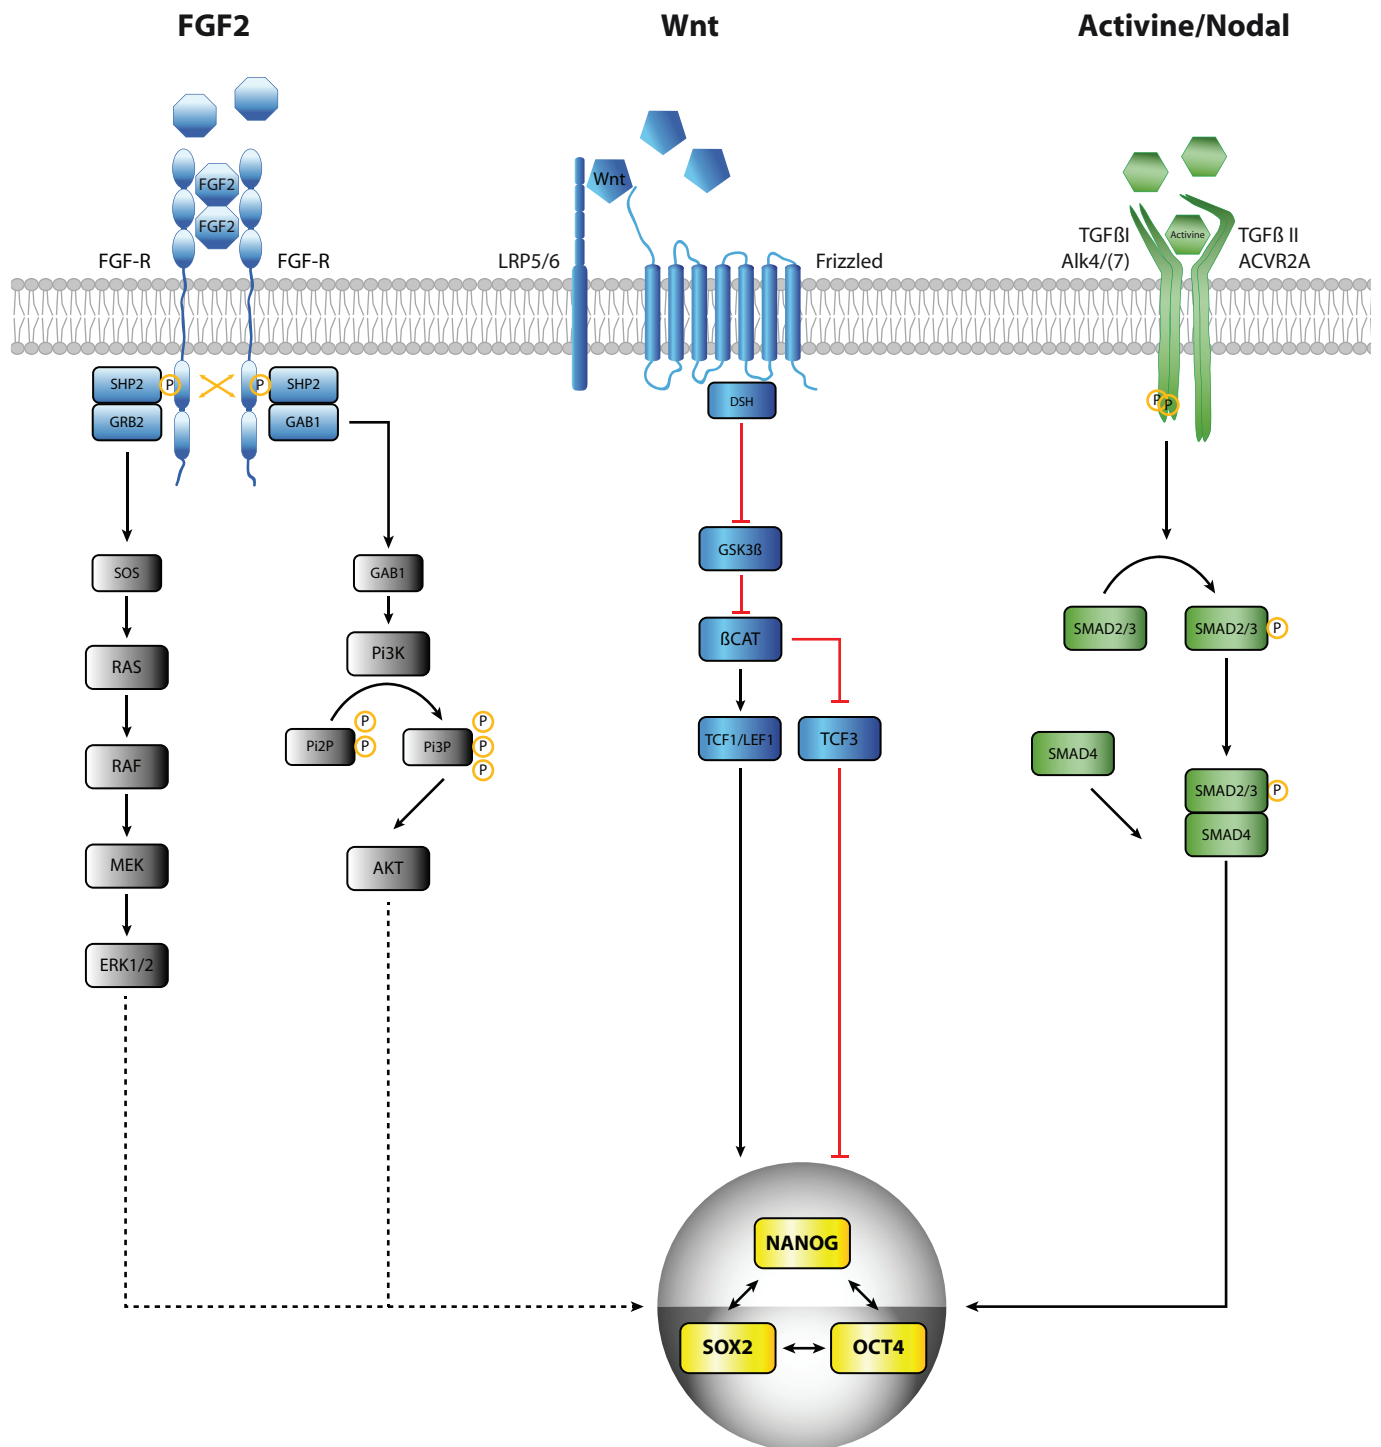 FGF2
Wnt
Activine/Nodal
FGF2
FGF2
FGF-R
FGF-R
Wnt
LRP5/6
Frizzled
TGFßI
Alk4/(7)
Activine
TGFß II
ACVR2A
SHP2
P
P
SHP2
GRB2
GAB1
DSH
P
P
SOS
GAB1
GSK3ß
RAS
Pi3K
ßCAT
SMAD2/3
SMAD2/3
P
Pi2P
P
P
Pi3P
P
P
P
TCF1/LEF1
TCF3
SMAD4
RAF
SMAD2/3
P
SMAD4
MEK
AKT
ERK1/2
NANOG
SOX2
OCT4